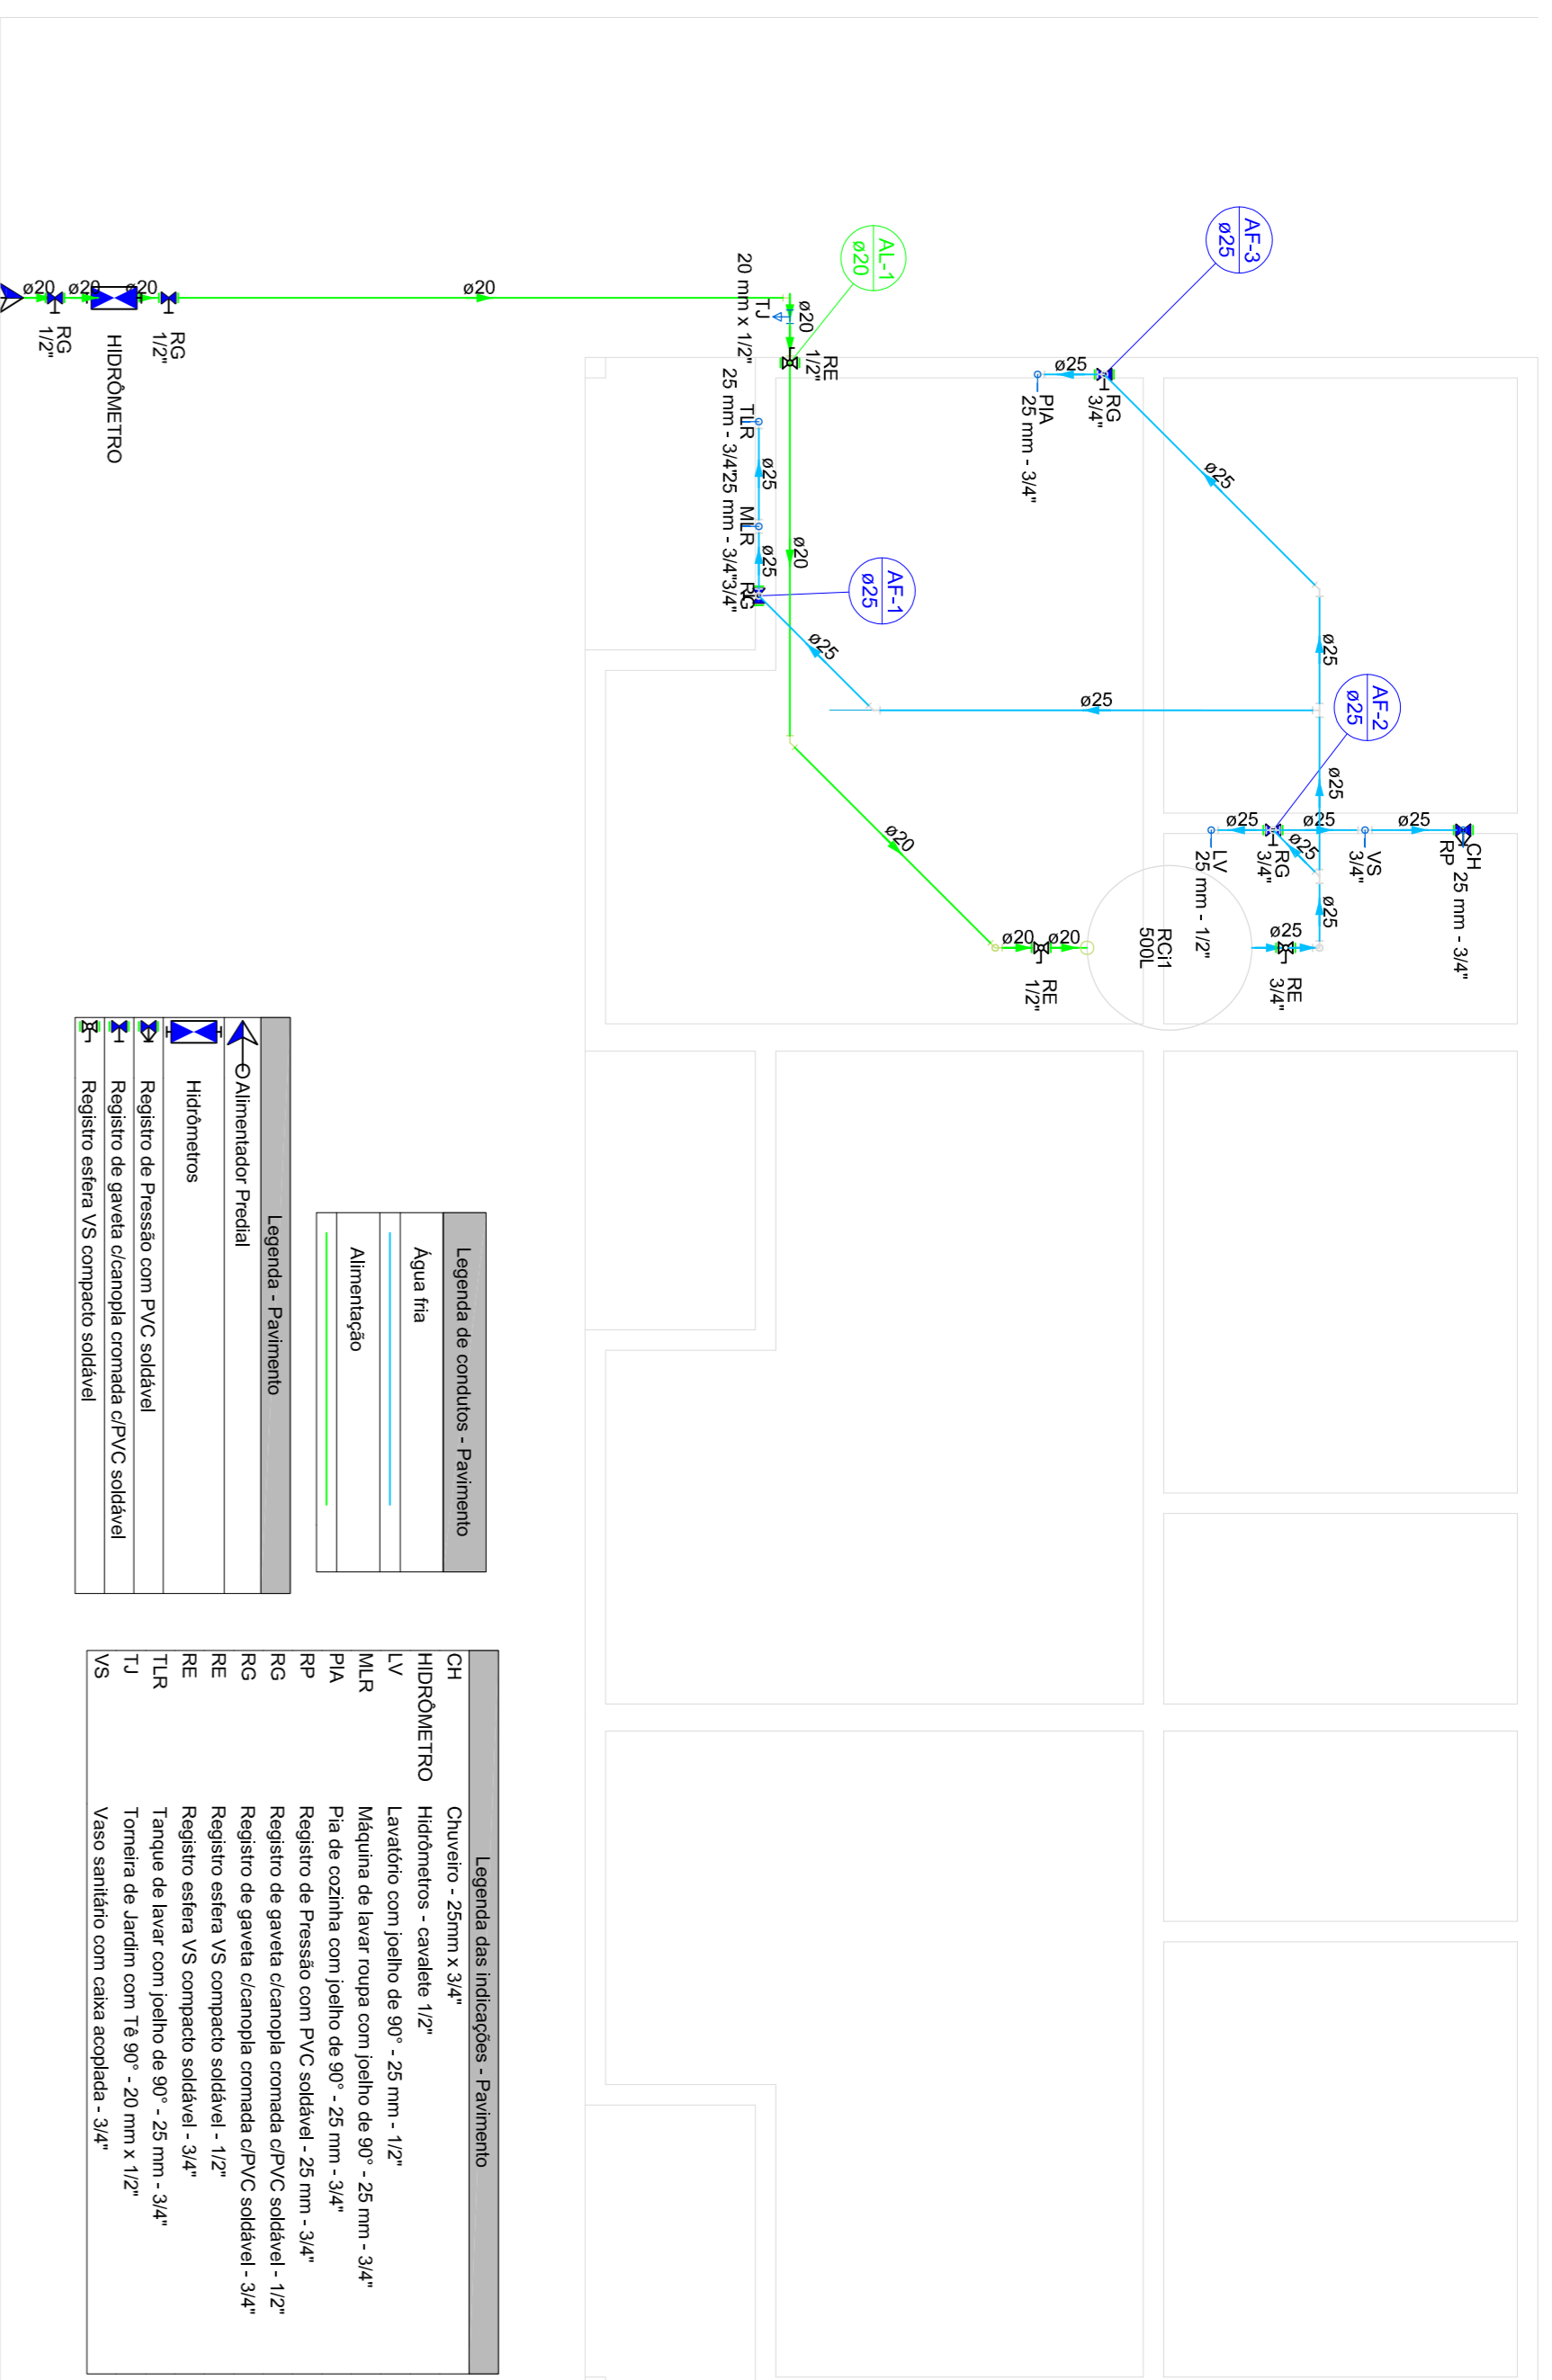 AF-3
ø25
AL-1
ø20
AF-1
ø25
AF-2
ø25
CH
25 mm - 3/4"
RP
ø25
VS
3/4"
ø25
RG
3/4"
ø25
LV
25 mm - 1/2"
ø25
ø25
ø25
ø25
RE
3/4"
RCi1
500L
ø20
ø20
RE
1/2"
ø25
ø25
RG
3/4"
ø25
PIA
25 mm - 3/4"
ø25
ø25
ø20
ø20
RE
1/2"
ø20
TJ
20 mm x 1/2"
TLR
25 mm - 3/4"
ø25
MLR
25 mm - 3/4"
ø25
RG
3/4"
ø20
RG
1/2"
ø20
HIDRÔMETRO
ø20
RG
1/2"
ø20
Legenda de condutos - Pavimento
Água fria
Alimentação
Legenda - Pavimento
Alimentador Predial
Hidrômetros
Registro de Pressão com PVC soldável
Registro de gaveta c/canopla cromada c/PVC soldável
Registro esfera VS compacto soldável
Legenda das indicações - Pavimento
CH Chuveiro - 25mm x 3/4"
HIDRÔMETRO Hidrômetros - cavalete 1/2"
LV Lavatório com joelho de 90° - 25 mm - 1/2"
MLR Máquina de lavar roupa com joelho de 90° - 25 mm - 3/4"
PIA Pia de cozinha com joelho de 90° - 25 mm - 3/4"
RP Registro de Pressão com PVC soldável - 25 mm - 3/4"
RG Registro de gaveta c/canopla cromada c/PVC soldável - 1/2"
RG Registro de gaveta c/canopla cromada c/PVC soldável - 3/4"
RE Registro esfera VS compacto soldável - 1/2"
RE Registro esfera VS compacto soldável - 3/4"
TLR Tanque de lavar com joelho de 90° - 25 mm - 3/4"
TJ Torneira de Jardim com Tê 90° - 20 mm x 1/2"
VS Vaso sanitário com caixa acoplada - 3/4"